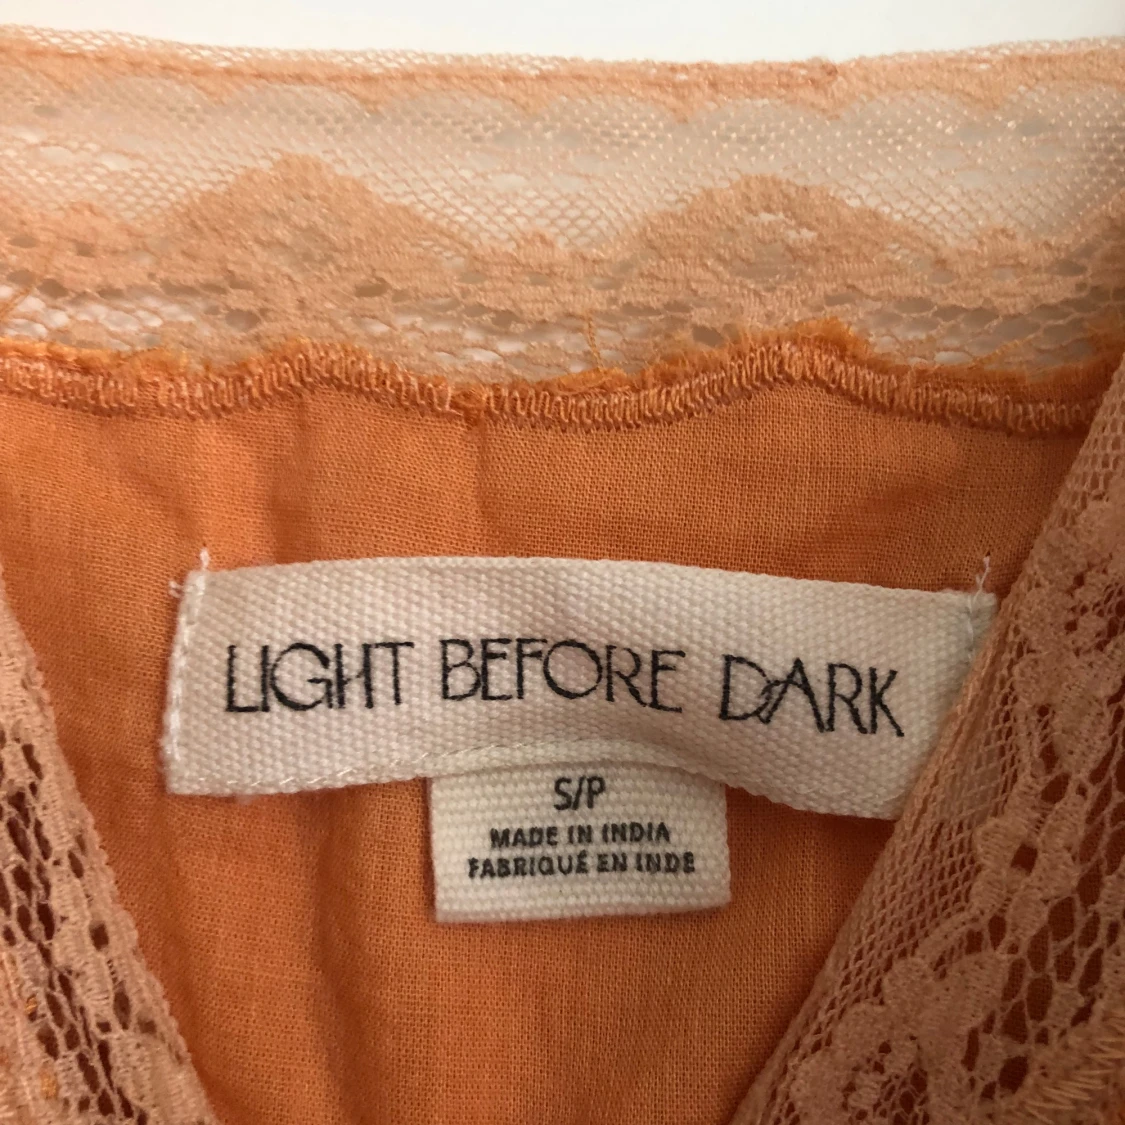 LIGHT BEFORE DARK
S/P
MADE IN INDIA
FABRIQUÉ EN INDE